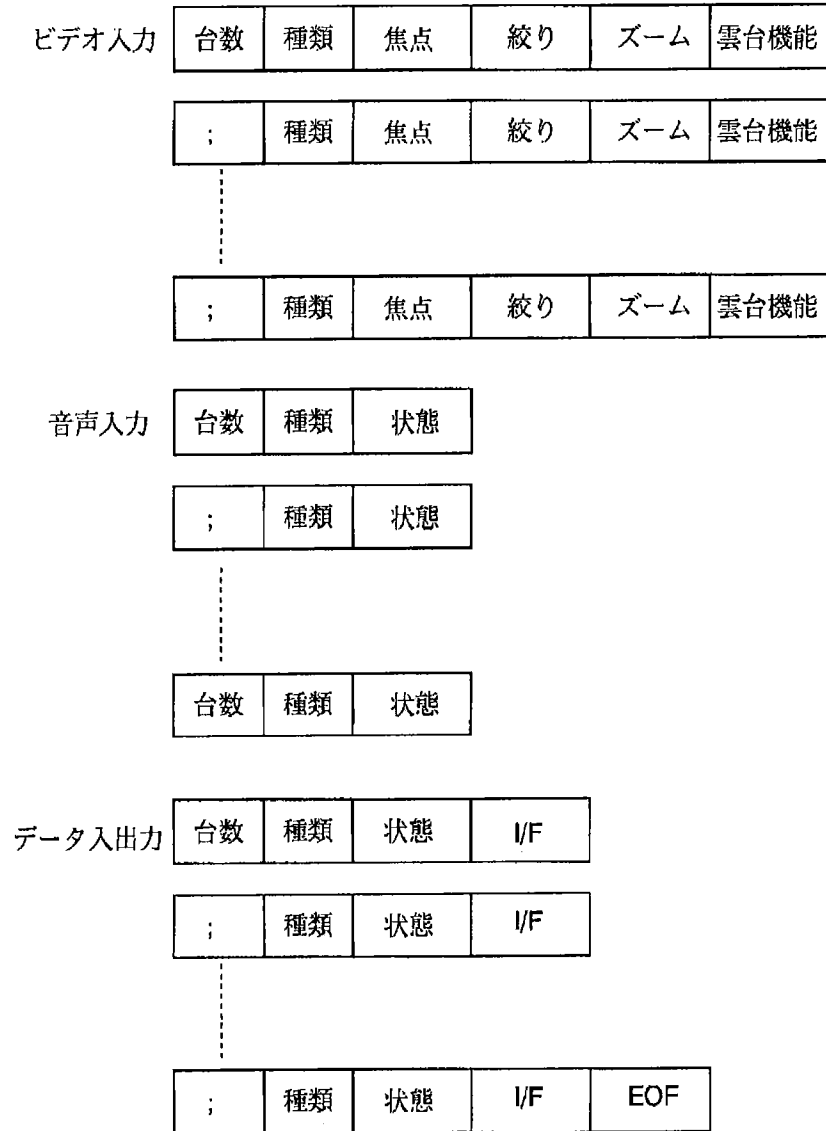 ビデオ入力 台数 種類 焦点 絞り ズーム 雲台機能
; 種類 焦点 絞り ズーム 雲台機能
; 種類 焦点 絞り ズーム 雲台機能
音声入力 台数 種類 状態
; 種類 状態
台数 種類 状態
データ入出力 台数 種類 状態 I/F
; 種類 状態 I/F
; 種類 状態 I/F EOF